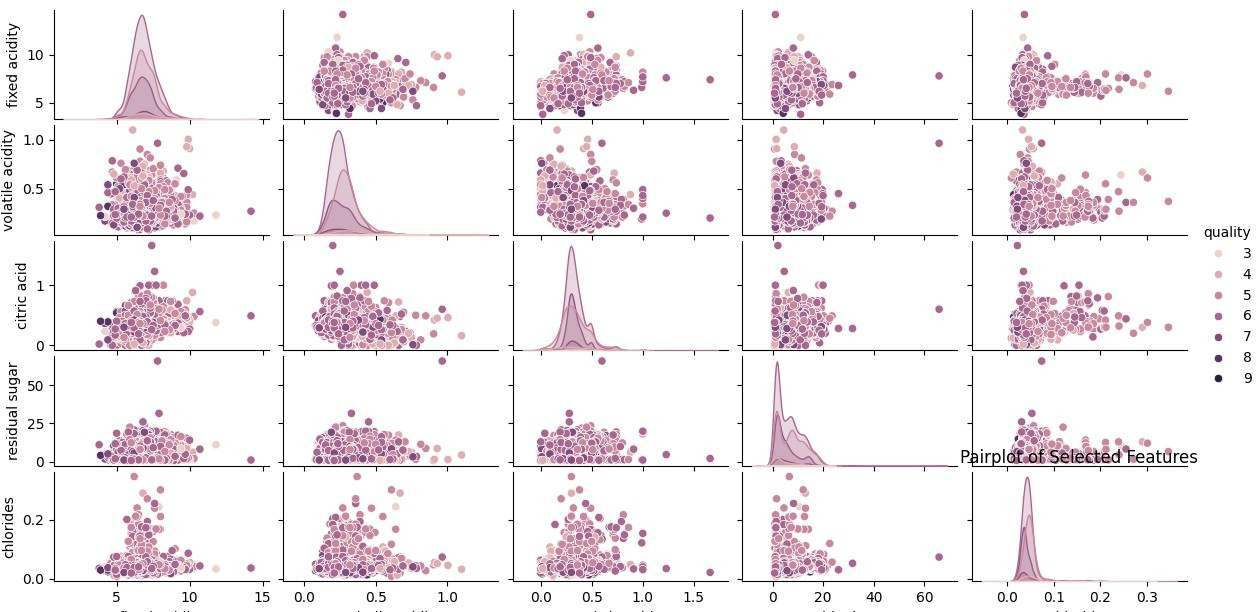 fixed acidity
10
5
volatile acidity
1.0
0.5
citric acid
1
0
residual sugar
50
25
0
Pairplot of Selected Features
chlorides
0.2
0.0
5 10 15
0.0 0.5 1.0
0.0 0.5 1.0 1.5
0 20 40 60
0.0 0.1 0.2 0.3
quality
3
4
5
6
7
8
9